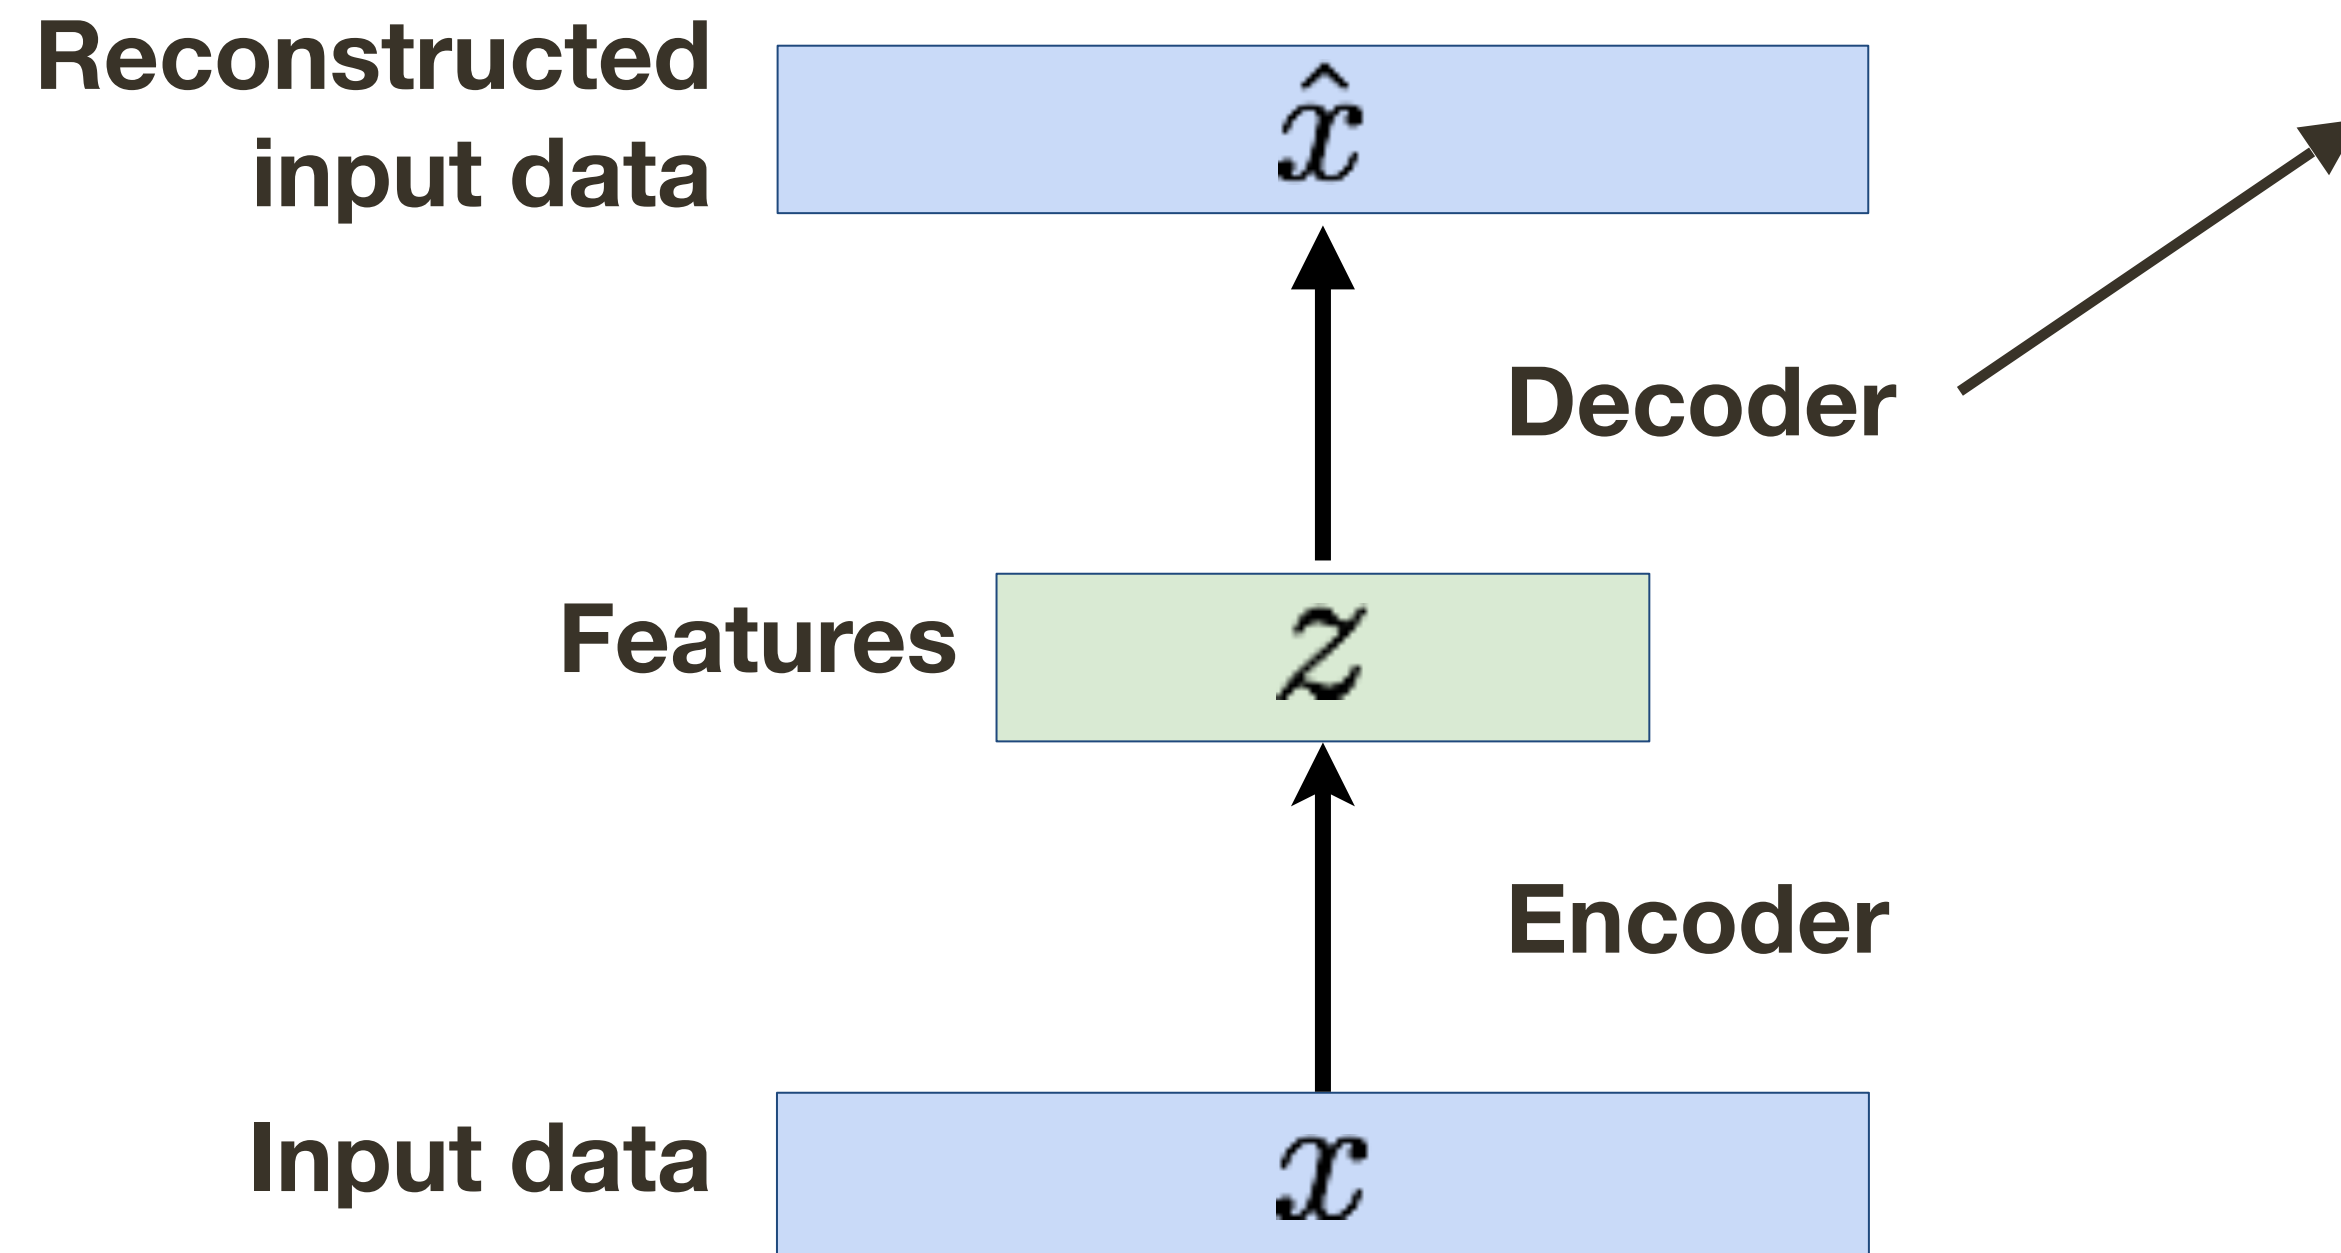 Reconstructed
input data
x̂
Decoder
Features
z
Encoder
Input data
x